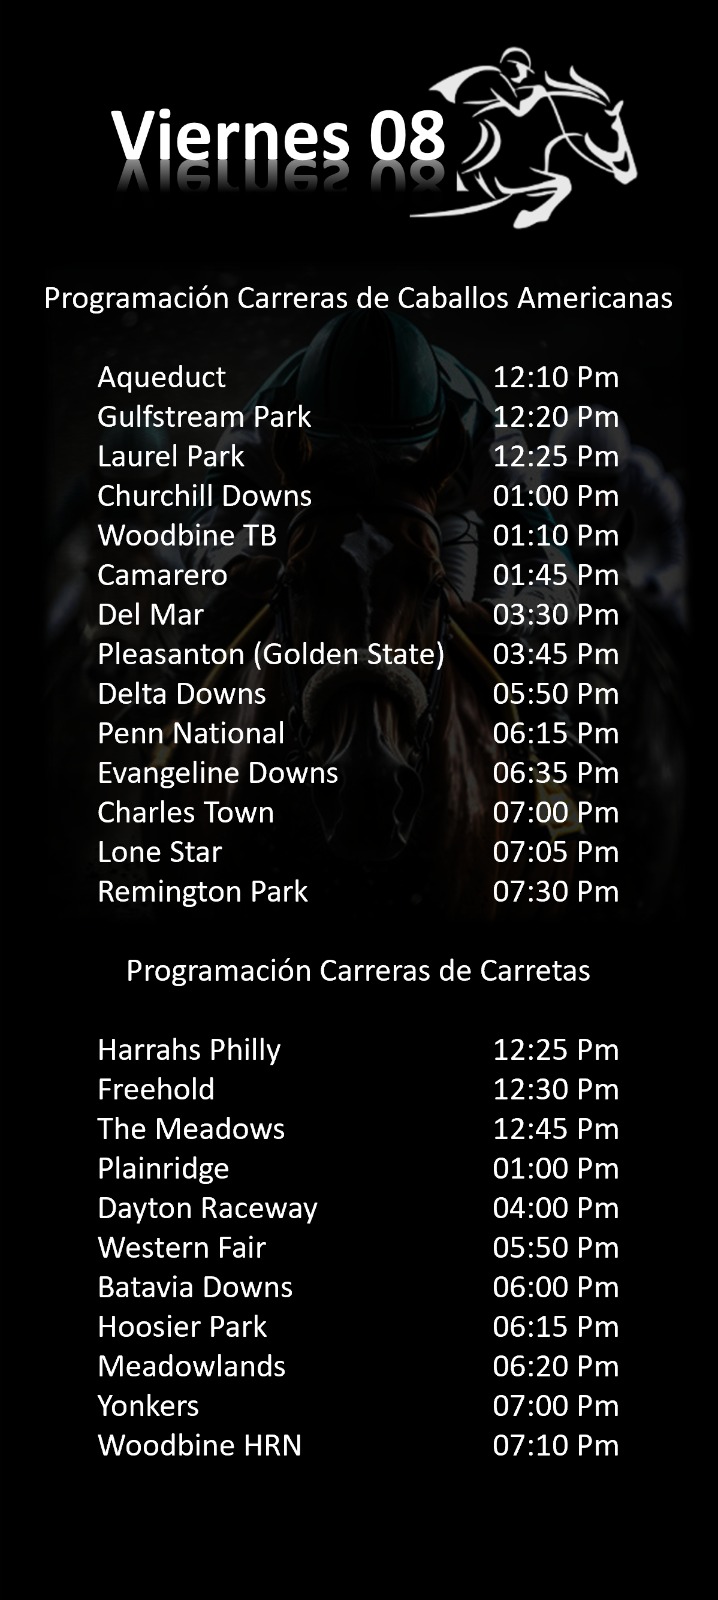 Viernes 08
Programación Carreras de Caballos Americanas
Aqueduct 12:10 Pm
Gulfstream Park 12:20 Pm
Laurel Park 12:25 Pm
Churchill Downs 01:00 Pm
Woodbine TB 01:10 Pm
Camarero 01:45 Pm
Del Mar 03:30 Pm
Pleasanton (Golden State) 03:45 Pm
Delta Downs 05:50 Pm
Penn National 06:15 Pm
Evangeline Downs 06:35 Pm
Charles Town 07:00 Pm
Lone Star 07:05 Pm
Remington Park 07:30 Pm
Programación Carreras de Carretas
Harrahs Philly 12:25 Pm
Freehold 12:30 Pm
The Meadows 12:45 Pm
Plainridge 01:00 Pm
Dayton Raceway 04:00 Pm
Western Fair 05:50 Pm
Batavia Downs 06:00 Pm
Hoosier Park 06:15 Pm
Meadowlands 06:20 Pm
Yonkers 07:00 Pm
Woodbine HRN 07:10 Pm